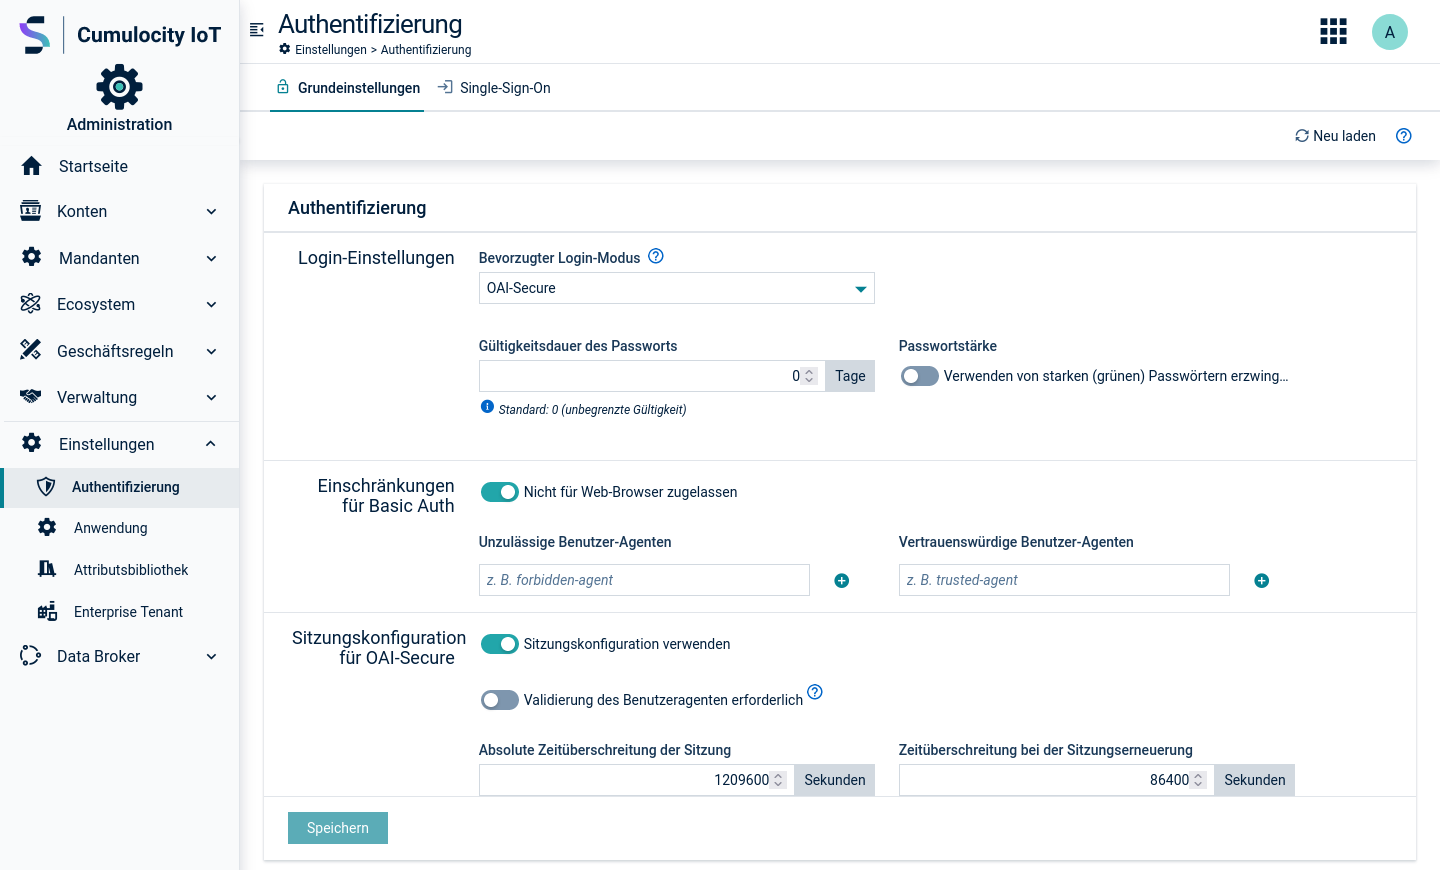 Cumulocity IoT
Administration
Startseite
Konten
Mandanten
Ecosystem
Geschäftsregeln
Verwaltung
Einstellungen
Authentifizierung
Anwendung
Attributsbibliothek
Enterprise Tenant
Data Broker
Authentifizierung
Einstellungen > Authentifizierung
A
Grundeinstellungen
Single-Sign-On
Neu laden
Authentifizierung
Login-Einstellungen
Bevorzugter Login-Modus
OAI-Secure
Gültigkeitsdauer des Passworts
0 Tage
Standard: 0 (unbegrenzte Gültigkeit)
Passwortstärke
Verwenden von starken (grünen) Passwörtern erzwing…
Einschränkungen
für Basic Auth
Nicht für Web-Browser zugelassen
Unzulässige Benutzer-Agenten
z. B. forbidden-agent
Vertrauenswürdige Benutzer-Agenten
z. B. trusted-agent
Sitzungskonfiguration
für OAI-Secure
Sitzungskonfiguration verwenden
Validierung des Benutzeragenten erforderlich
Absolute Zeitüberschreitung der Sitzung
1209600 Sekunden
Zeitüberschreitung bei der Sitzungserneuerung
86400 Sekunden
Speichern